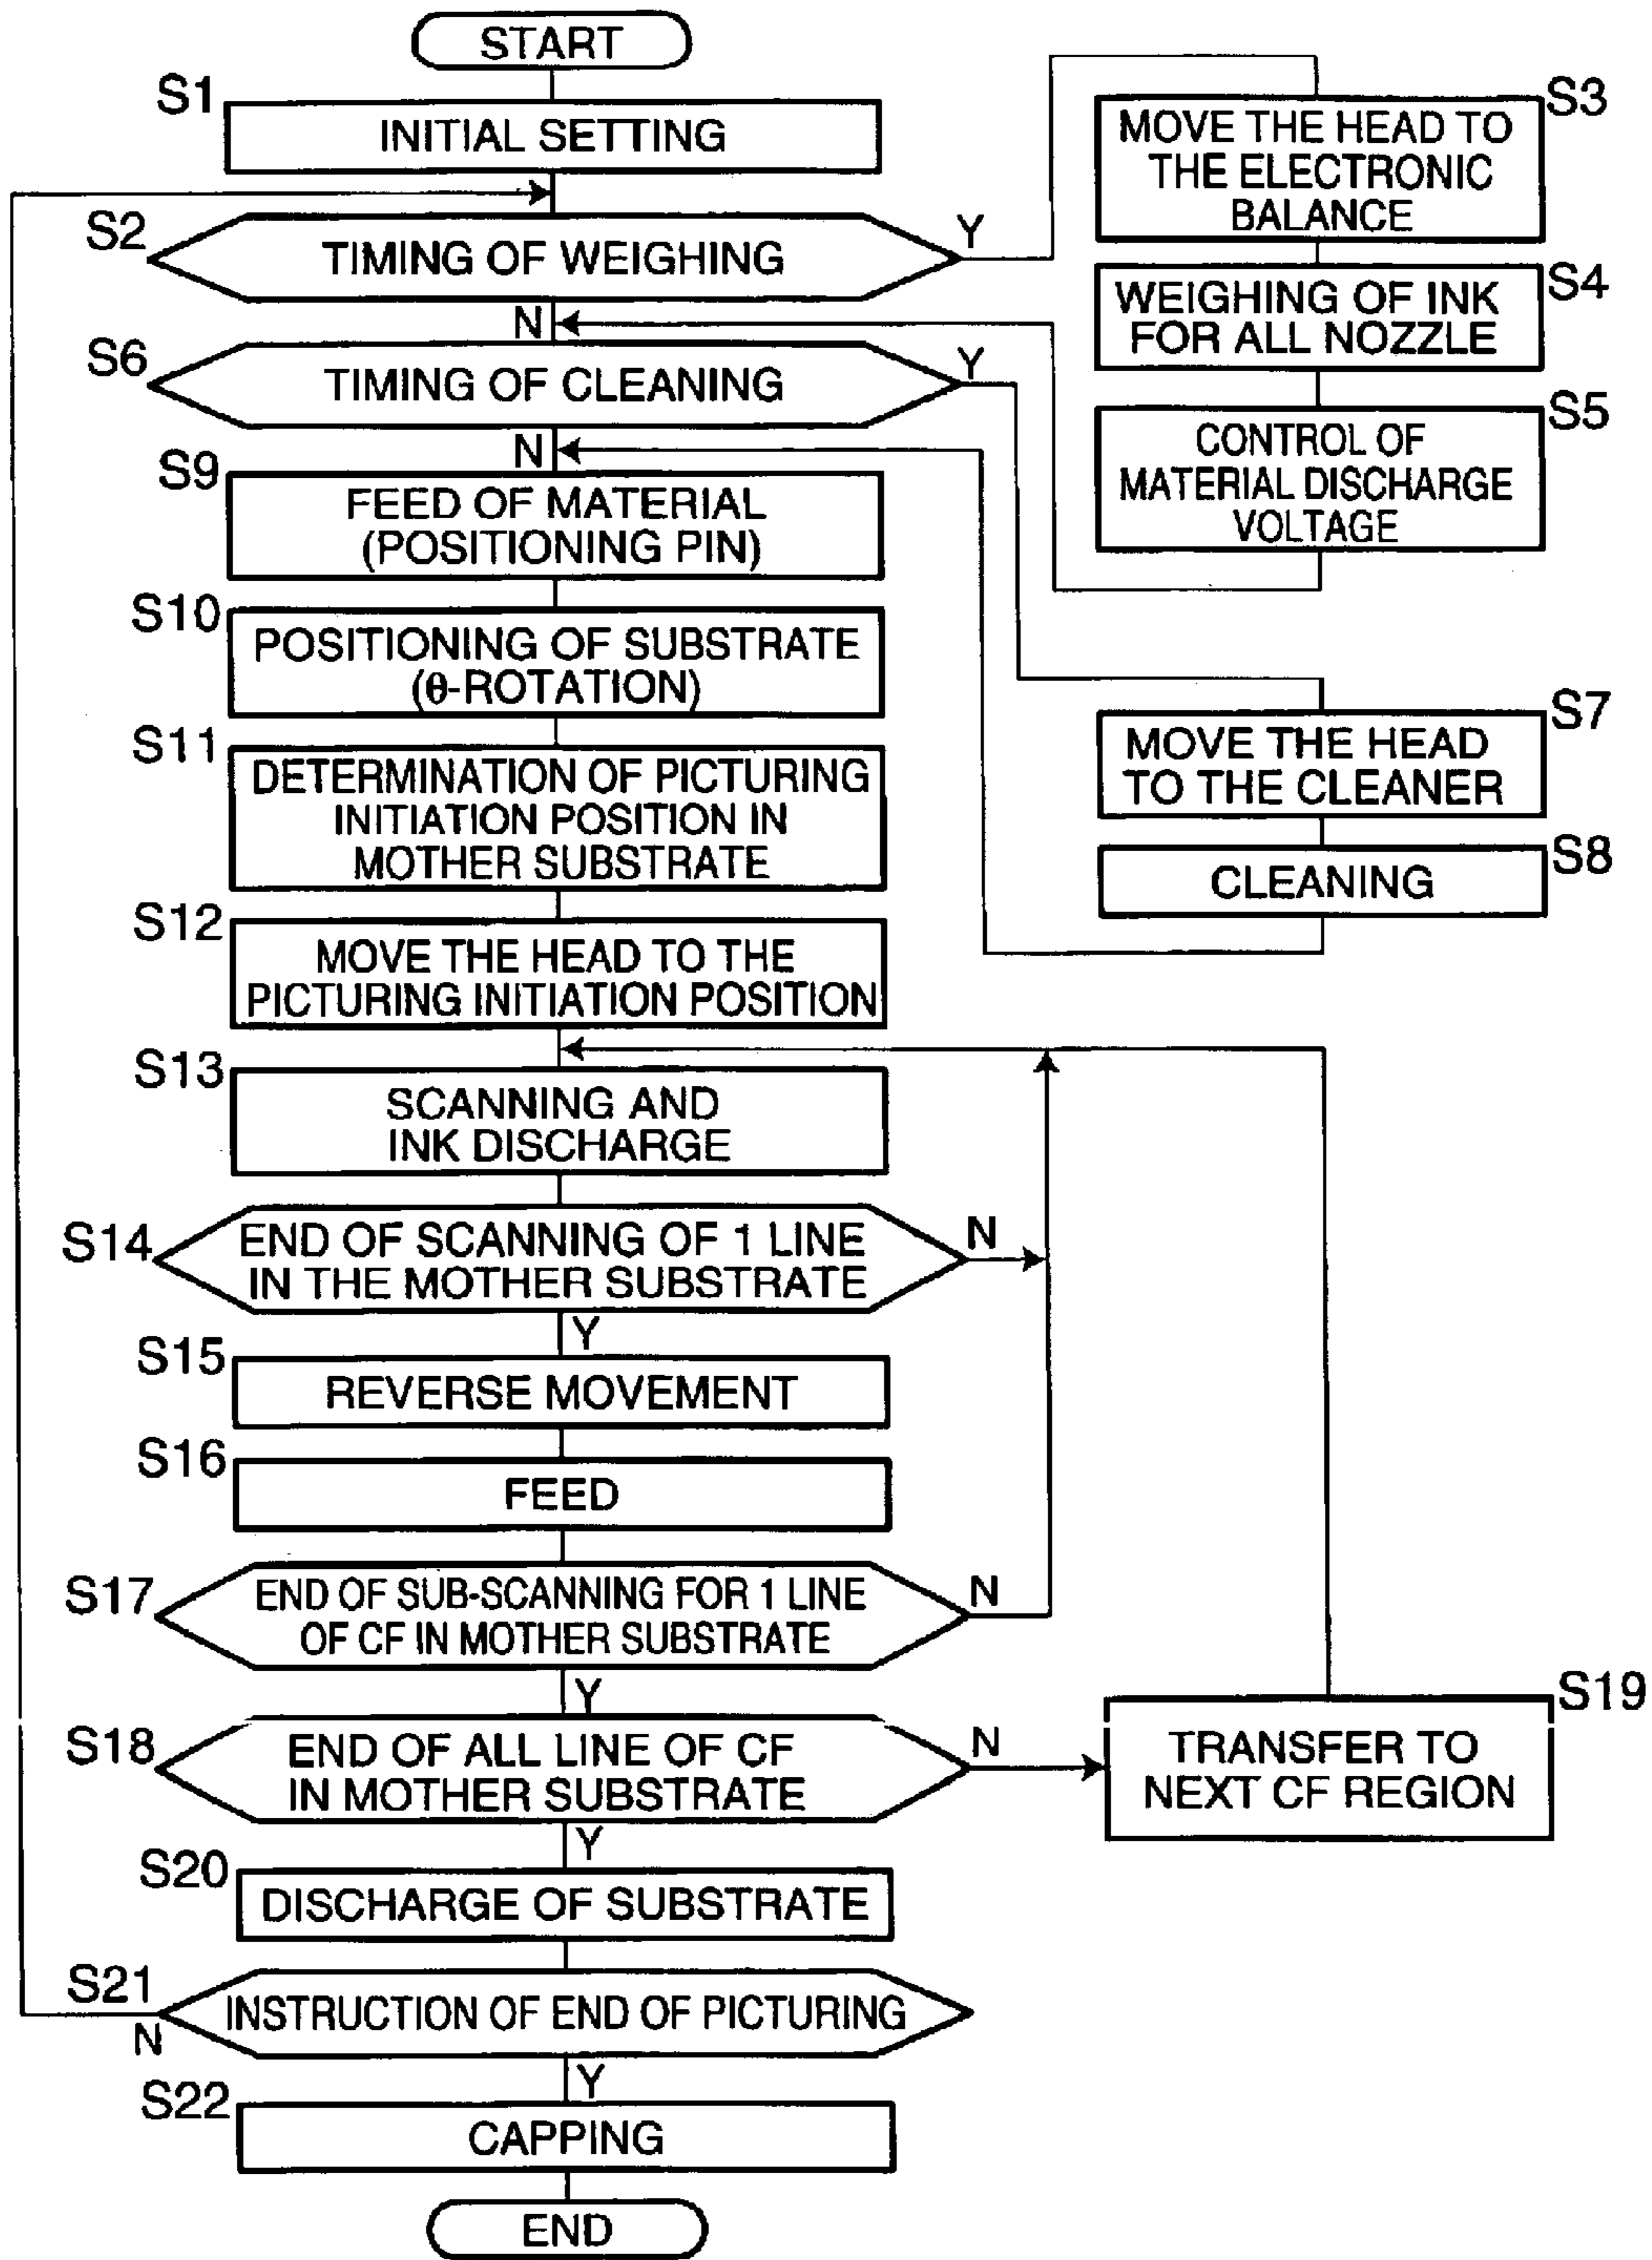 START
S1
INITIAL SETTING
S2
TIMING OF WEIGHING
Y
N
S3
MOVE THE HEAD TO
THE ELECTRONIC
BALANCE
S4
WEIGHING OF INK
FOR ALL NOZZLE
S5
CONTROL OF
MATERIAL DISCHARGE
VOLTAGE
S6
TIMING OF CLEANING
Y
N
S7
MOVE THE HEAD
TO THE CLEANER
S8
CLEANING
S9
FEED OF MATERIAL
(POSITIONING PIN)
S10
POSITIONING OF SUBSTRATE
(θ-ROTATION)
S11
DETERMINATION OF PICTURING
INITIATION POSITION IN
MOTHER SUBSTRATE
S12
MOVE THE HEAD TO THE
PICTURING INITIATION POSITION
S13
SCANNING AND
INK DISCHARGE
S14
END OF SCANNING OF 1 LINE
IN THE MOTHER SUBSTRATE
N
Y
S15
REVERSE MOVEMENT
S16
FEED
S17
END OF SUB-SCANNING FOR 1 LINE
OF CF IN MOTHER SUBSTRATE
N
Y
S18
END OF ALL LINE OF CF
IN MOTHER SUBSTRATE
N
Y
S19
TRANSFER TO
NEXT CF REGION
S20
DISCHARGE OF SUBSTRATE
S21
INSTRUCTION OF END OF PICTURING
N
Y
S22
CAPPING
END